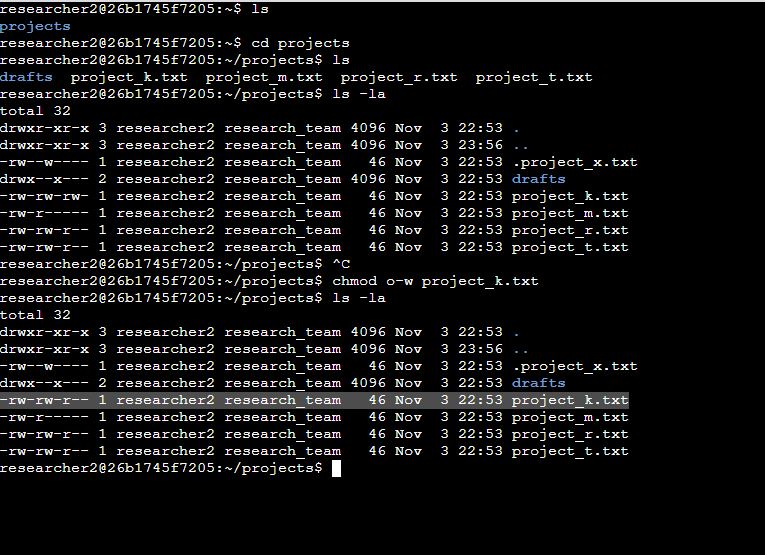 researcher2@26b1745f7205:~$ ls
projects
researcher2@26b1745f7205:~$ cd projects
researcher2@26b1745f7205:~/projects$ ls
drafts  project_k.txt  project_m.txt  project_r.txt  project_t.txt
researcher2@26b1745f7205:~/projects$ ls -la
total 32
drwxr-xr-x 3 researcher2 research_team 4096 Nov  3 22:53 .
drwxr-xr-x 3 researcher2 research_team 4096 Nov  3 23:56 ..
-rw--w---- 1 researcher2 research_team   46 Nov  3 22:53 .project_x.txt
drwx--x--- 2 researcher2 research_team 4096 Nov  3 22:53 drafts
-rw-rw-rw- 1 researcher2 research_team   46 Nov  3 22:53 project_k.txt
-rw-r----- 1 researcher2 research_team   46 Nov  3 22:53 project_m.txt
-rw-rw-r-- 1 researcher2 research_team   46 Nov  3 22:53 project_r.txt
-rw-rw-r-- 1 researcher2 research_team   46 Nov  3 22:53 project_t.txt
researcher2@26b1745f7205:~/projects$ ^C
researcher2@26b1745f7205:~/projects$ chmod o-w project_k.txt
researcher2@26b1745f7205:~/projects$ ls -la
total 32
drwxr-xr-x 3 researcher2 research_team 4096 Nov  3 22:53 .
drwxr-xr-x 3 researcher2 research_team 4096 Nov  3 23:56 ..
-rw--w---- 1 researcher2 research_team   46 Nov  3 22:53 .project_x.txt
drwx--x--- 2 researcher2 research_team 4096 Nov  3 22:53 drafts
-rw-rw-r-- 1 researcher2 research_team   46 Nov  3 22:53 project_k.txt
-rw-r----- 1 researcher2 research_team   46 Nov  3 22:53 project_m.txt
-rw-rw-r-- 1 researcher2 research_team   46 Nov  3 22:53 project_r.txt
-rw-rw-r-- 1 researcher2 research_team   46 Nov  3 22:53 project_t.txt
researcher2@26b1745f7205:~/projects$